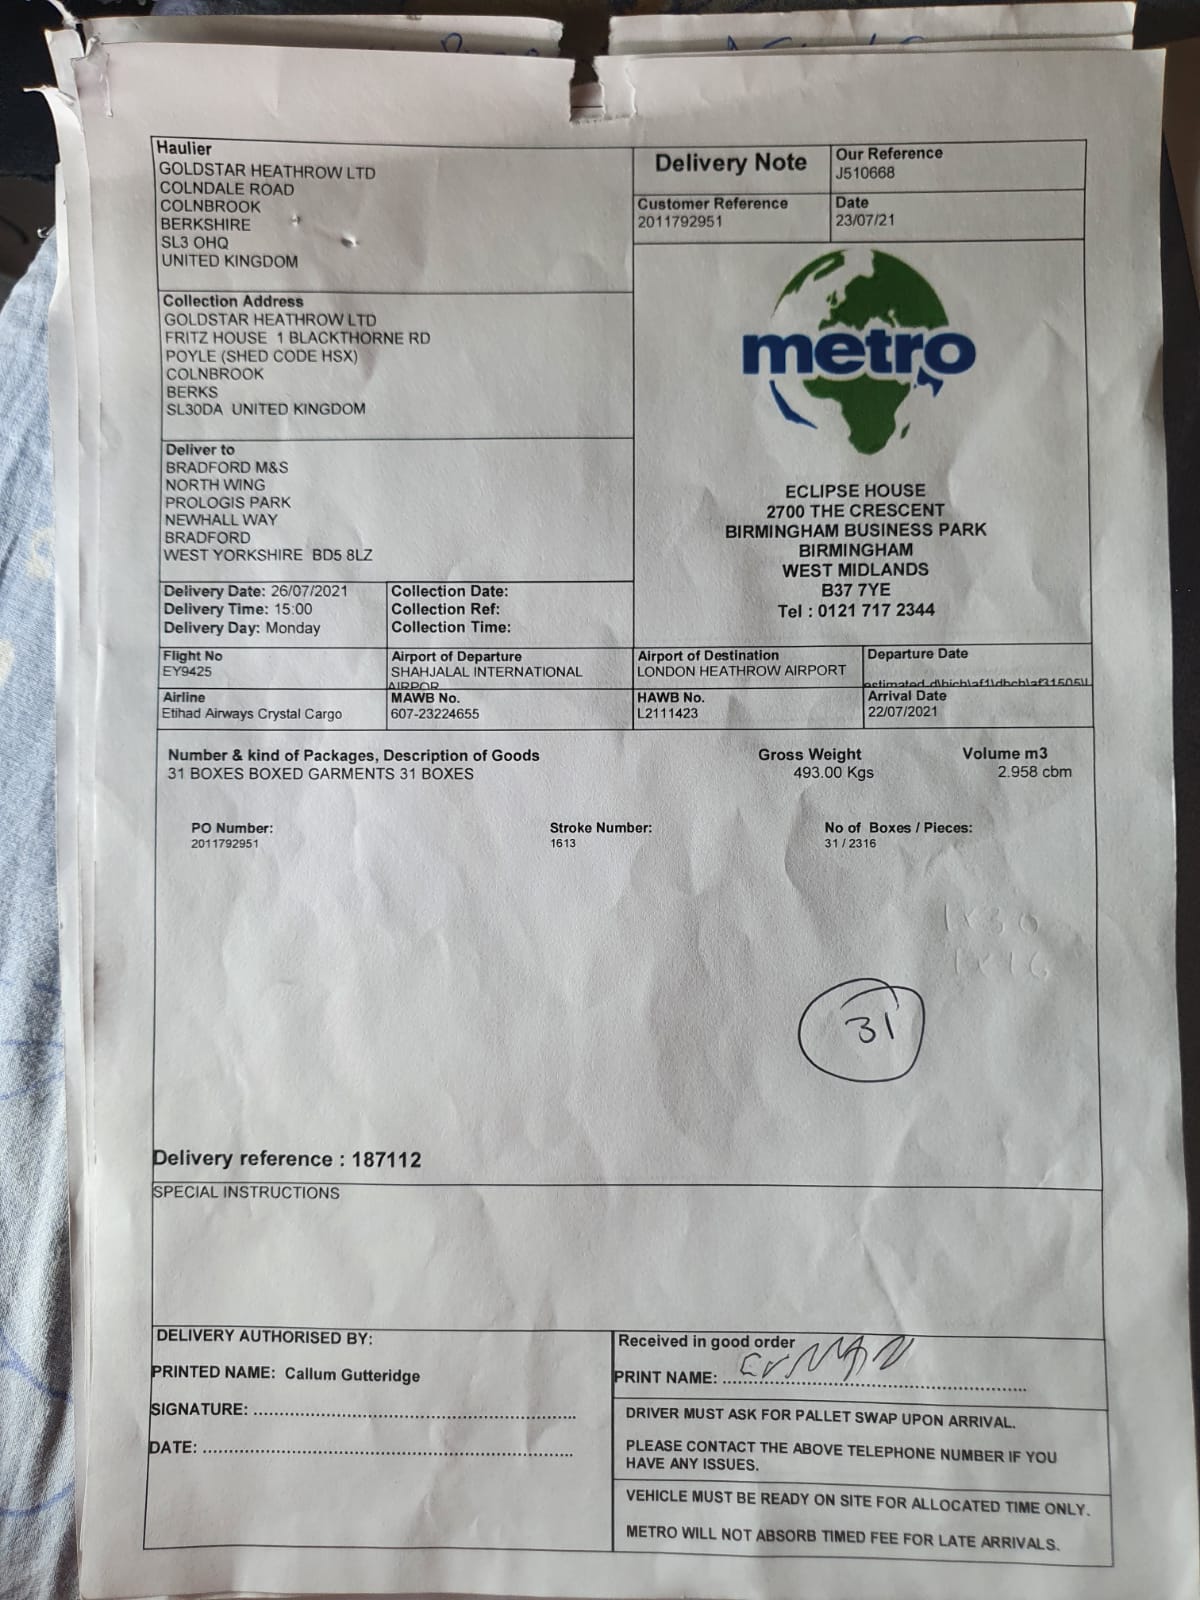 Haulier
GOLDSTAR HEATHROW LTD
COLNDALE ROAD
COLNBROOK
BERKSHIRE
SL3 OHQ
UNITED KINGDOM
Delivery Note
Our Reference
J510668
Customer Reference
2011792951
Date
23/07/21
Collection Address
GOLDSTAR HEATHROW LTD
FRITZ HOUSE 1 BLACKTHORNE RD
POYLE (SHED CODE HSX)
COLNBROOK
BERKS
SL30DA UNITED KINGDOM
metro
Deliver to
BRADFORD M&S
NORTH WING
PROLOGIS PARK
NEWHALL WAY
BRADFORD
WEST YORKSHIRE BD5 8LZ
ECLIPSE HOUSE
2700 THE CRESCENT
BIRMINGHAM BUSINESS PARK
BIRMINGHAM
WEST MIDLANDS
B37 7YE
Tel : 0121 717 2344
Delivery Date: 26/07/2021
Delivery Time: 15:00
Delivery Day: Monday
Collection Date:
Collection Ref:
Collection Time:
Flight No
EY9425
Airport of Departure
SHAHJALAL INTERNATIONAL
AIRPOR
Airport of Destination
LONDON HEATHROW AIRPORT
Departure Date
Airline
Etihad Airways Crystal Cargo
MAWB No.
607-23224655
HAWB No.
L2111423
Arrival Date
22/07/2021
Number & kind of Packages, Description of Goods
31 BOXES BOXED GARMENTS 31 BOXES
Gross Weight
493.00 Kgs
Volume m3
2.958 cbm
PO Number:
2011792951
Stroke Number:
1613
No of Boxes / Pieces:
31 / 2316
1x30
1x16
31
Delivery reference : 187112
SPECIAL INSTRUCTIONS
DELIVERY AUTHORISED BY:
PRINTED NAME: Callum Gutteridge
SIGNATURE:
DATE:
Received in good order
PRINT NAME:
DRIVER MUST ASK FOR PALLET SWAP UPON ARRIVAL.
PLEASE CONTACT THE ABOVE TELEPHONE NUMBER IF YOU
HAVE ANY ISSUES.
VEHICLE MUST BE READY ON SITE FOR ALLOCATED TIME ONLY.
METRO WILL NOT ABSORB TIMED FEE FOR LATE ARRIVALS.